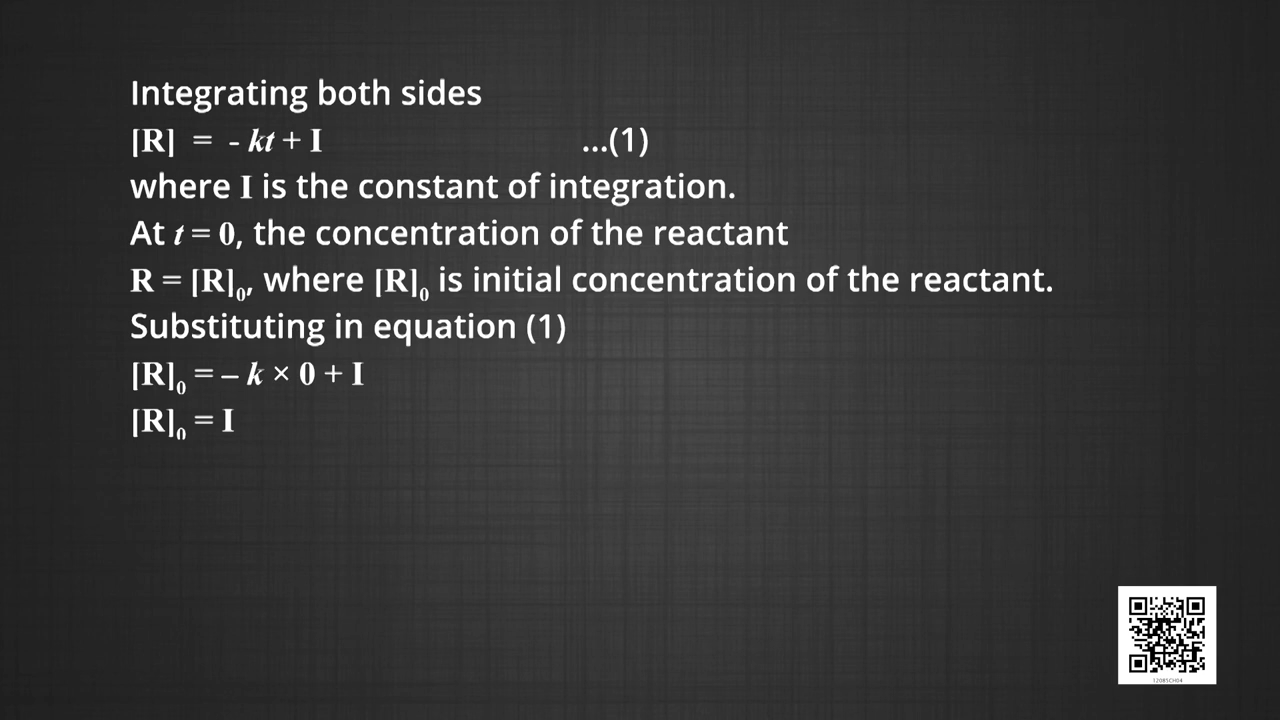 Integrating both sides
[R] = - kt + I ...(1)
where I is the constant of integration.
At t = 0, the concentration of the reactant
R = [R]₀, where [R]₀ is initial concentration of the reactant.
Substituting in equation (1)
[R]₀ = – k × 0 + I
[R]₀ = I
12085CH04